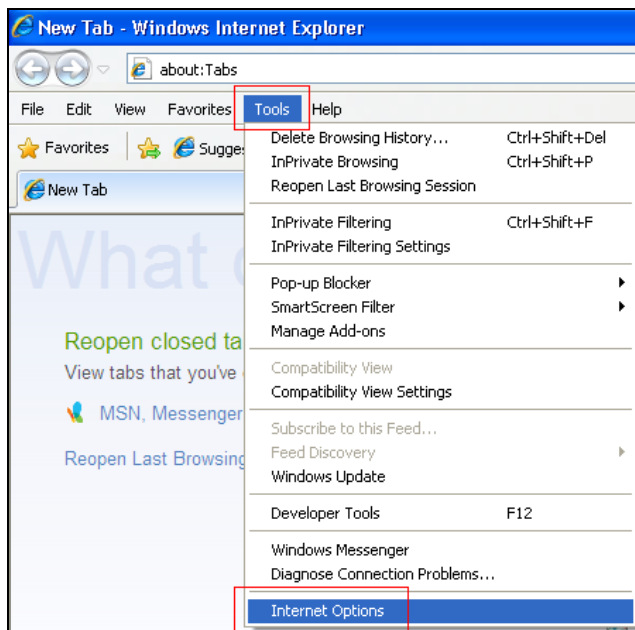 New Tab - Windows Internet Explorer
about:Tabs
File Edit View Favorites Tools Help
Favorites
New Tab
Delete Browsing History... Ctrl+Shift+Del
InPrivate Browsing Ctrl+Shift+P
Reopen Last Browsing Session
InPrivate Filtering Ctrl+Shift+F
InPrivate Filtering Settings
Pop-up Blocker
SmartScreen Filter
Manage Add-ons
Compatibility View
Compatibility View Settings
Subscribe to this Feed...
Feed Discovery
Windows Update
Developer Tools F12
Windows Messenger
Diagnose Connection Problems...
Internet Options
What
Reopen closed ta
View tabs that you've
MSN, Messenger
Reopen Last Browsing